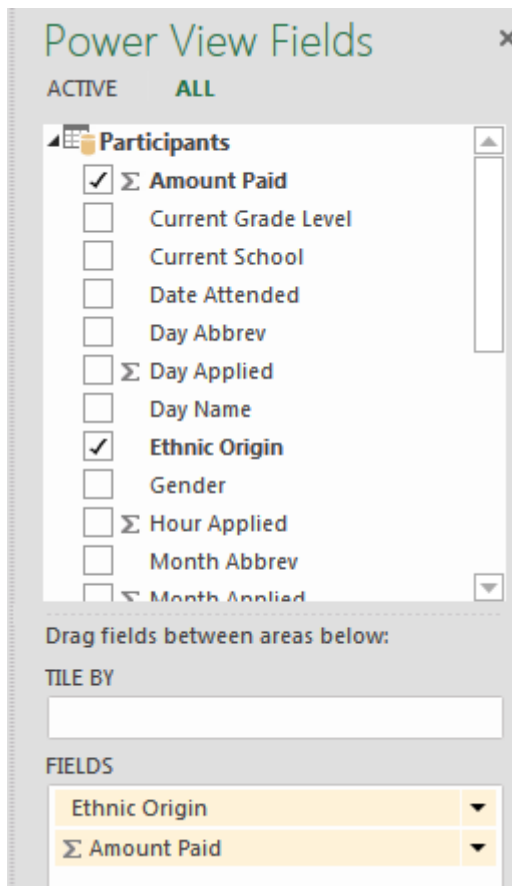 Power View Fields
ACTIVE ALL
Participants
Σ Amount Paid
Current Grade Level
Current School
Date Attended
Day Abbrev
Σ Day Applied
Day Name
Ethnic Origin
Gender
Σ Hour Applied
Month Abbrev
Σ Month Applied
Drag fields between areas below:
TILE BY
FIELDS
Ethnic Origin
Σ Amount Paid